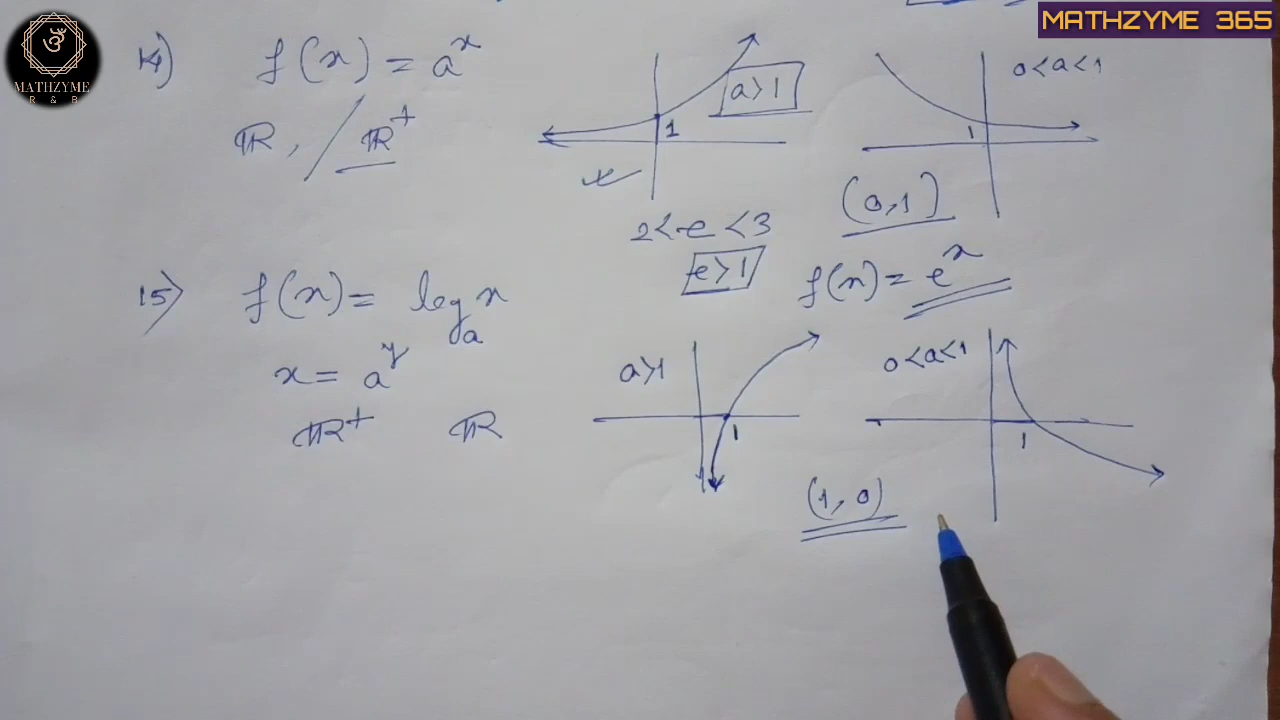 MATHZYME 365
ॐ
MATHZYME
R & B
14) f(x) = a^x
a>1
0<a<1
1
1
ℝ, / ℝ⁺
(0,1)
2<e<3
e>1
f(x) = e^x
15) f(x) = log_a x
x = a^y
a>1
0<a<1
ℝ⁺ ℝ
1
1
(1, 0)